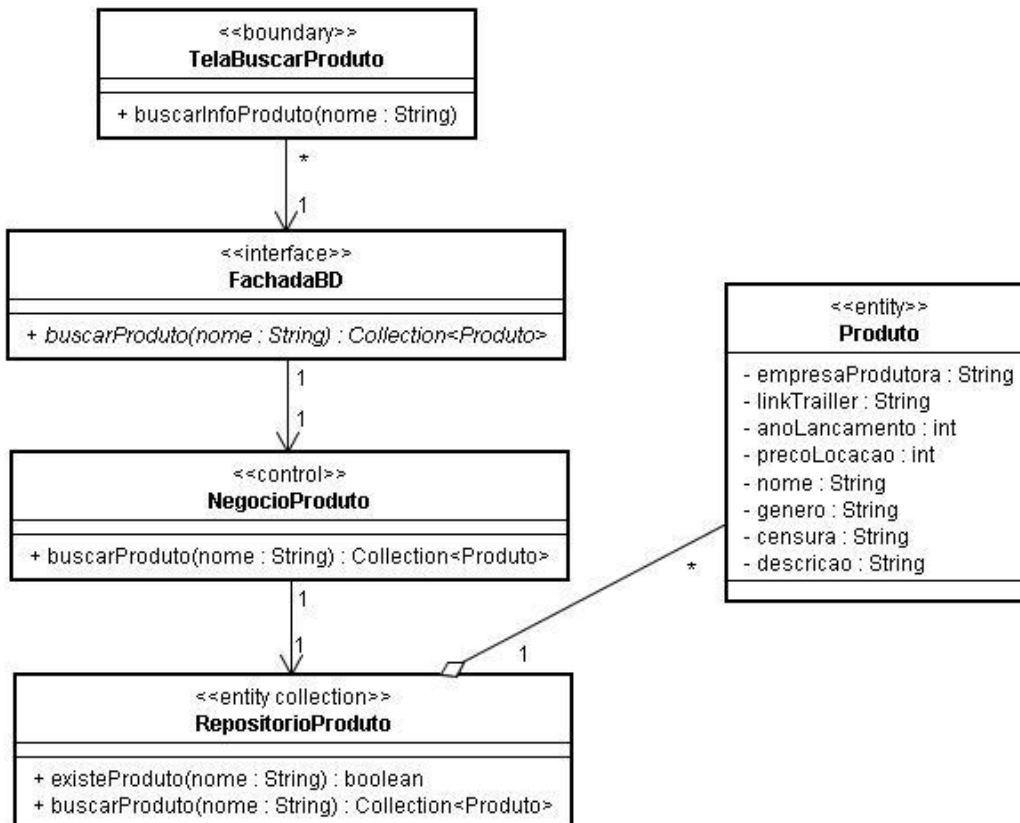 <<boundary>>
TelaBuscarProduto
+ buscarInfoProduto(nome : String)
*
1
<<interface>>
FachadaBD
+ buscarProduto(nome : String) : Collection<Produto>
1
1
<<control>>
NegocioProduto
+ buscarProduto(nome : String) : Collection<Produto>
1
1
<<entity collection>>
RepositorioProduto
+ existeProduto(nome : String) : boolean
+ buscarProduto(nome : String) : Collection<Produto>
1
*
<<entity>>
Produto
- empresaProdutora : String
- linkTrailler : String
- anoLancamento : int
- precoLocacao : int
- nome : String
- genero : String
- censura : String
- descricao : String